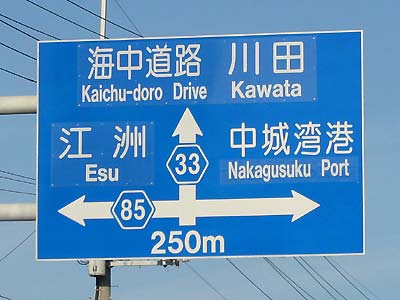 海中道路 川田
Kaichu-doro Drive Kawata
江洲 中城湾港
Esu Nakagusuku Port
33
85
250m